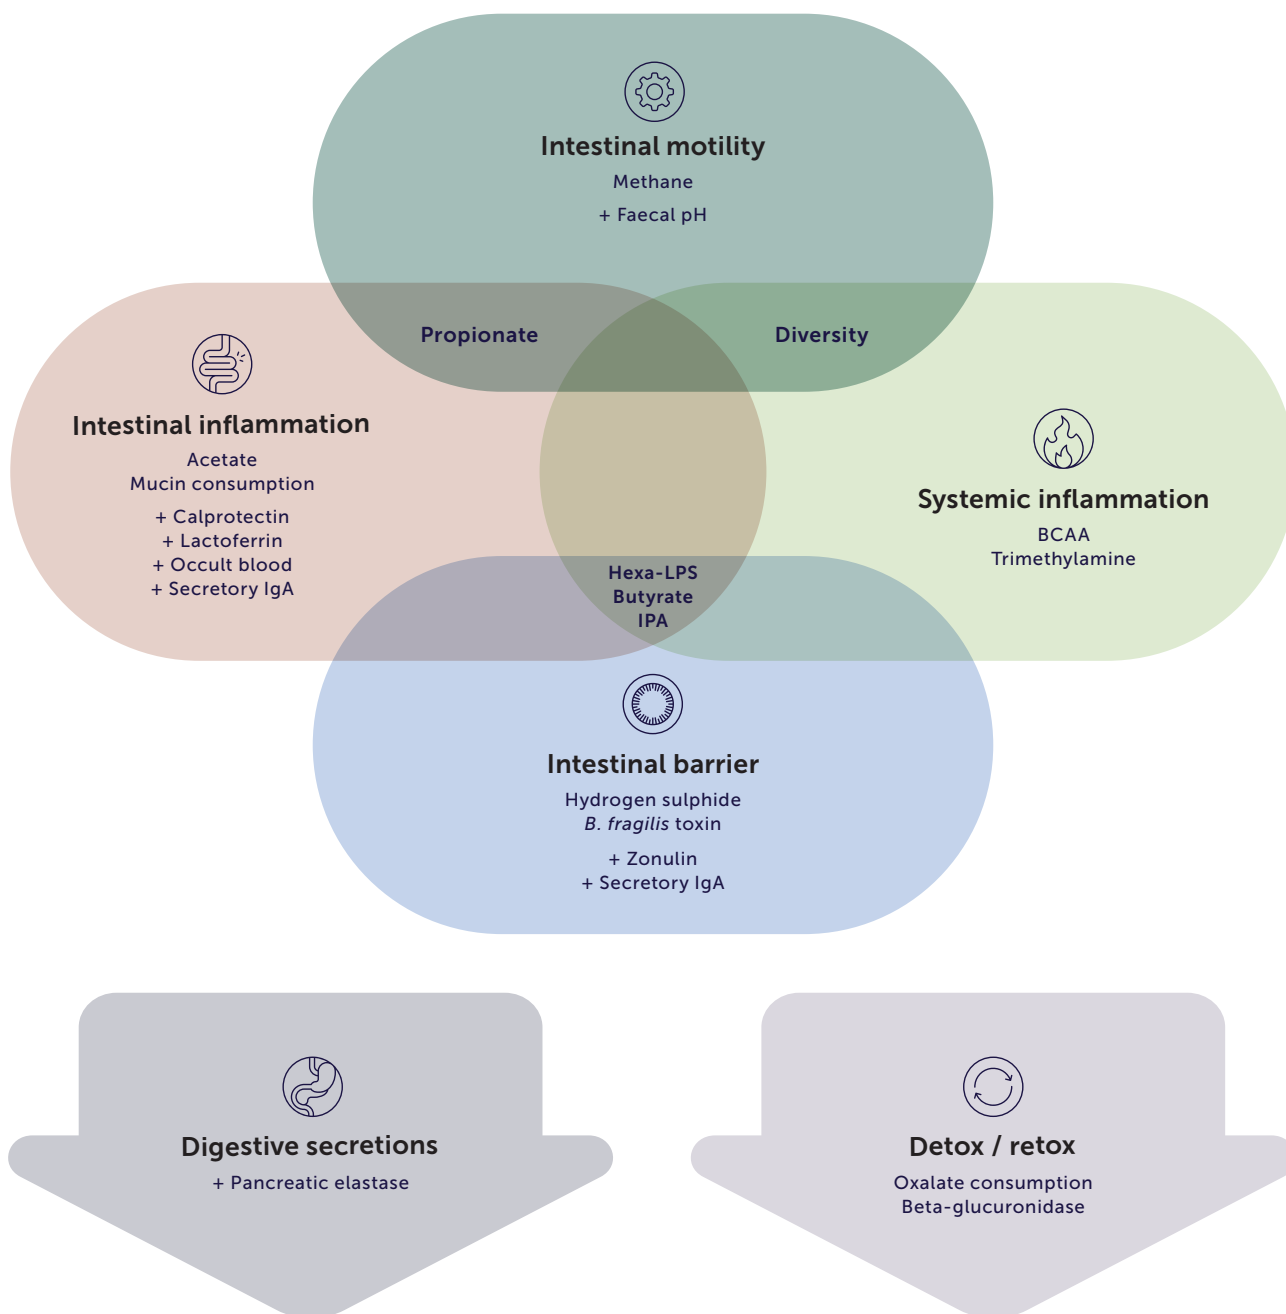 Intestinal motility
Methane
+ Faecal pH
Propionate
Diversity
Intestinal inflammation
Acetate
Mucin consumption
+ Calprotectin
+ Lactoferrin
+ Occult blood
+ Secretory IgA
Systemic inflammation
BCAA
Trimethylamine
Hexa-LPS
Butyrate
IPA
Intestinal barrier
Hydrogen sulphide
B. fragilis toxin
+ Zonulin
+ Secretory IgA
Digestive secretions
+ Pancreatic elastase
Detox / retox
Oxalate consumption
Beta-glucuronidase